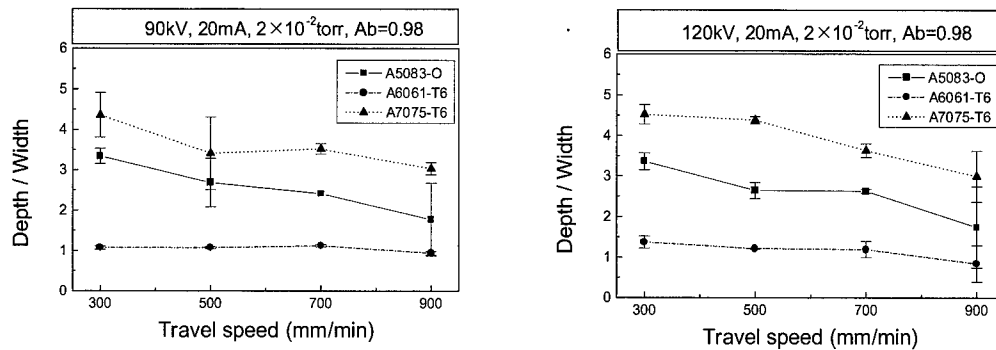 90kV, 20mA, 2×10⁻²torr, Ab=0.98
6
5
4
3
2
1
0
Depth / Width
A5083-O
A6061-T6
A7075-T6
300 500 700 900
Travel speed (mm/min)
120kV, 20mA, 2×10⁻²torr, Ab=0.98
6
5
4
3
2
1
0
Depth / Width
A5083-O
A6061-T6
A7075-T6
300 500 700 900
Travel speed (mm/min)